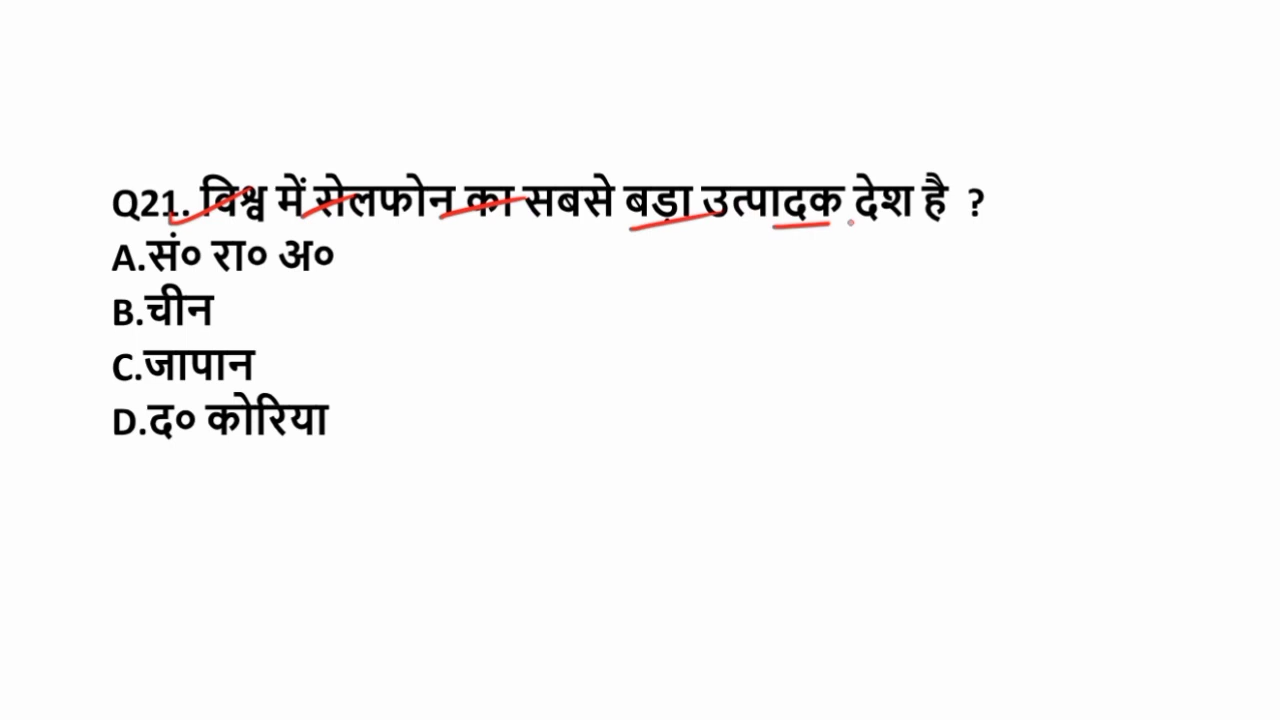 Q21. विश्व में सेलफोन का सबसे बड़ा उत्पादक देश है ?
A.सं० रा० अ०
B.चीन
C.जापान
D.द० कोरिया